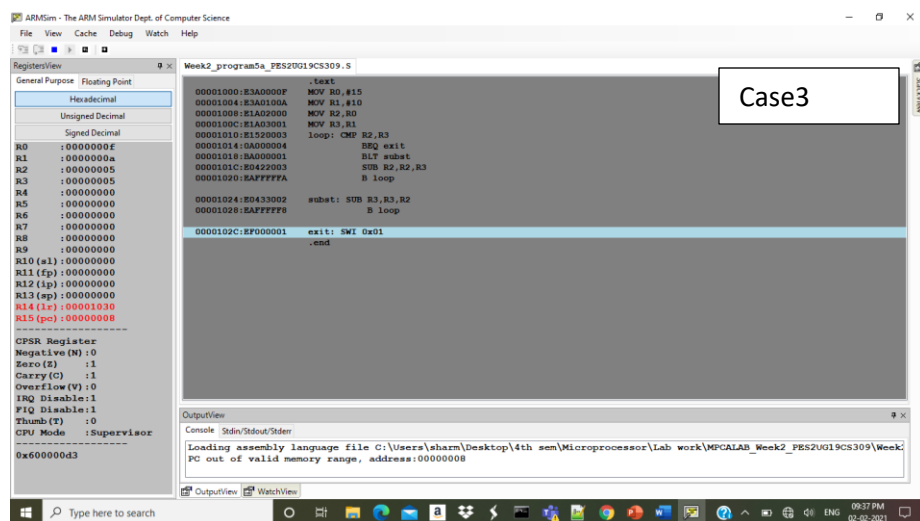 ARMSim - The ARM Simulator Dept. of Computer Science
File View Cache Debug Watch Help
RegistersView
General Purpose Floating Point
Hexadecimal
Unsigned Decimal
Signed Decimal
R0 :0000000f
R1 :0000000a
R2 :00000005
R3 :00000005
R4 :00000000
R5 :00000000
R6 :00000000
R7 :00000000
R8 :00000000
R9 :00000000
R10(sl):00000000
R11(fp):00000000
R12(ip):00000000
R13(sp):00000000
R14(lr):00001030
R15(pc):00000008
CPSR Register
Negative(N):0
Zero(Z) :1
Carry(C) :1
Overflow(V):0
IRQ Disable:1
FIQ Disable:1
Thumb(T) :0
CPU Mode :Supervisor
0x600000d3
Week2_program5a_PES2UG19CS309.S
.text
00001000:E3A0000F MOV R0,#15
00001004:E3A0100A MOV R1,#10
00001008:E1A02000 MOV R2,R0
0000100C:E1A03001 MOV R3,R1
00001010:E1520003 loop: CMP R2,R3
00001014:0A000004 BEQ exit
00001018:BA000001 BLT subst
0000101C:E0422003 SUB R2,R2,R3
00001020:EAFFFFFA B loop
00001024:E0433002 subst: SUB R3,R3,R2
00001028:EAFFFFF8 B loop
0000102C:EF000001 exit: SWI 0x01
.end
Case3
OutputView
Console Stdin/Stdout/Stderr
Loading assembly language file C:\Users\sharm\Desktop\4th sem\Microprocessor\Lab work\MPCALAB_Week2_PES2UG19CS309\Week
PC out of valid memory range, address:00000008
OutputView WatchView
Type here to search
ENG
09:37 PM
02-02-2021